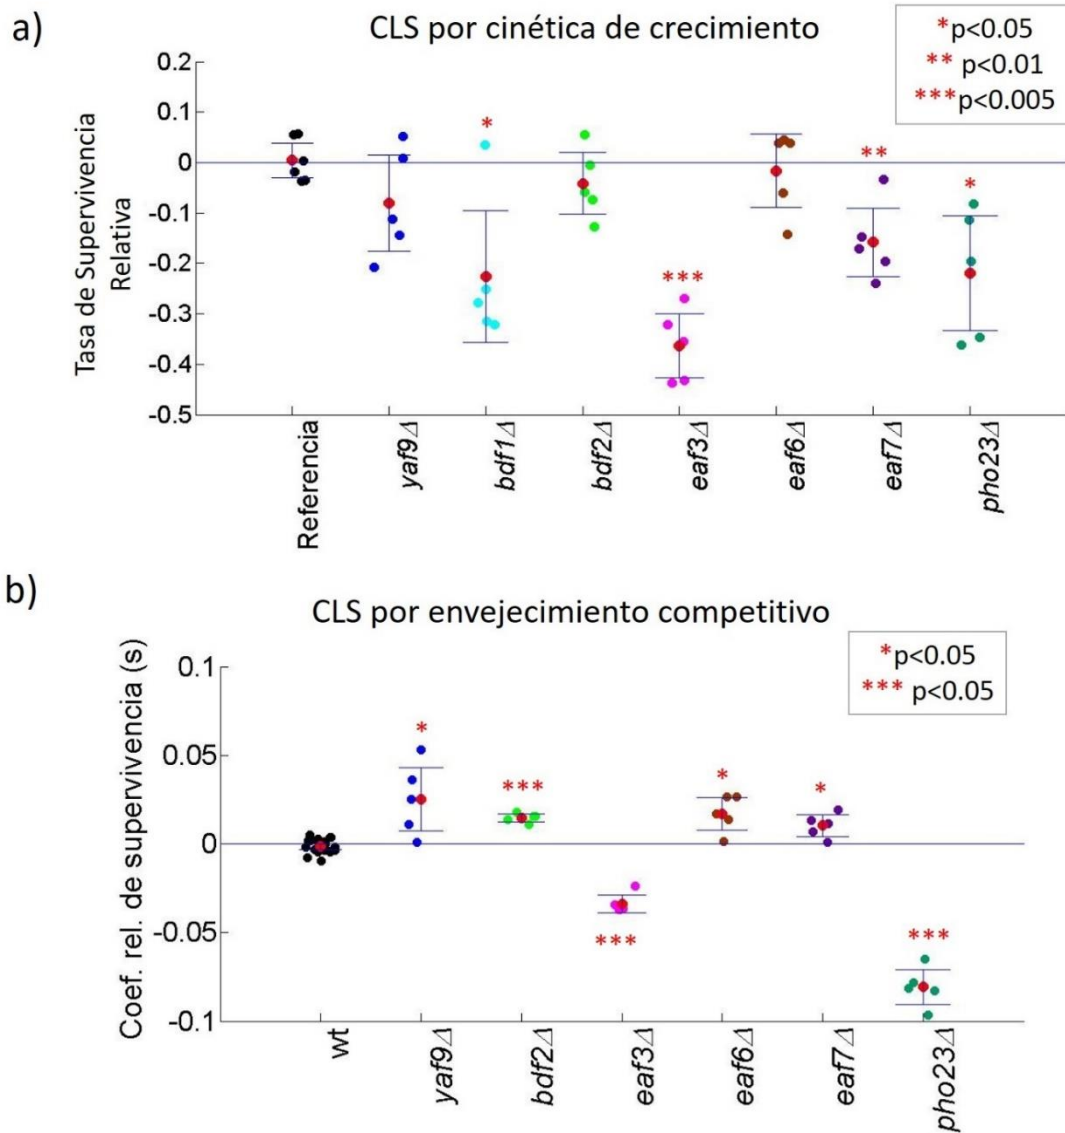 a)
CLS por cinética de crecimiento
*p<0.05
** p<0.01
***p<0.005
Tasa de Supervivencia
Relativa
0.2
0.1
0
-0.1
-0.2
-0.3
-0.4
-0.5
*
***
**
*
Referencia
yaf9Δ
bdf1Δ
bdf2Δ
eaf3Δ
eaf6Δ
eaf7Δ
pho23Δ
b)
CLS por envejecimiento competitivo
*p<0.05
*** p<0.05
Coef. rel. de supervivencia (s)
0.1
0.05
0
-0.05
-0.1
*
***
***
*
*
***
wt
yaf9Δ
bdf2Δ
eaf3Δ
eaf6Δ
eaf7Δ
pho23Δ